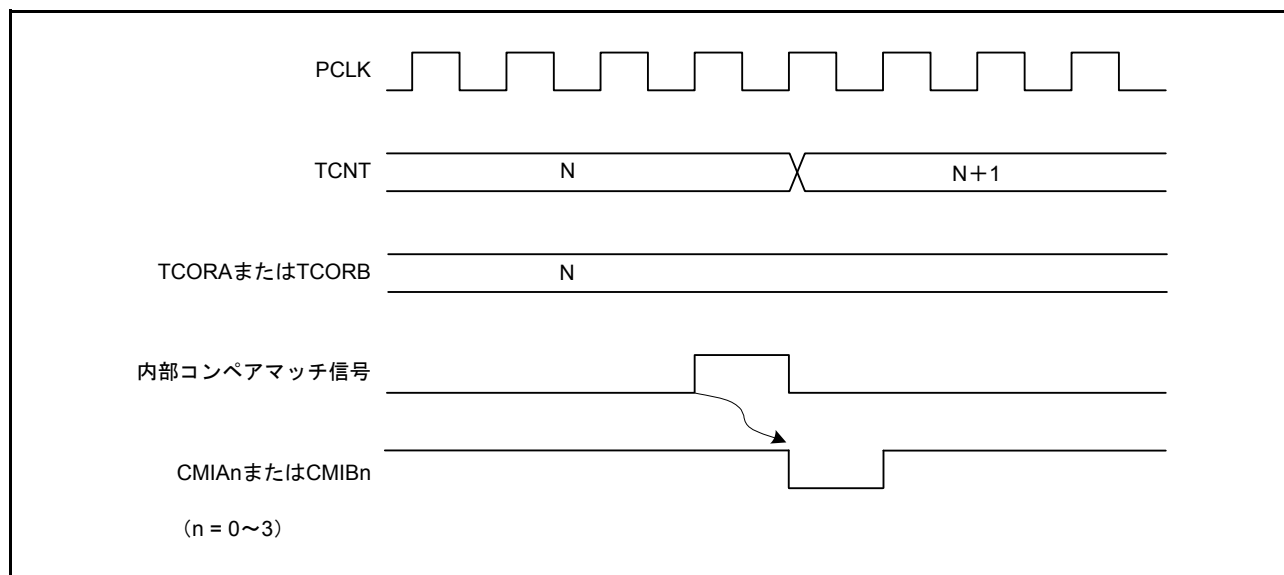 PCLK
TCNT
N
N+1
TCORAまたはTCORB
N
内部コンペアマッチ信号
CMIAnまたはCMIBn
（n = 0～3）